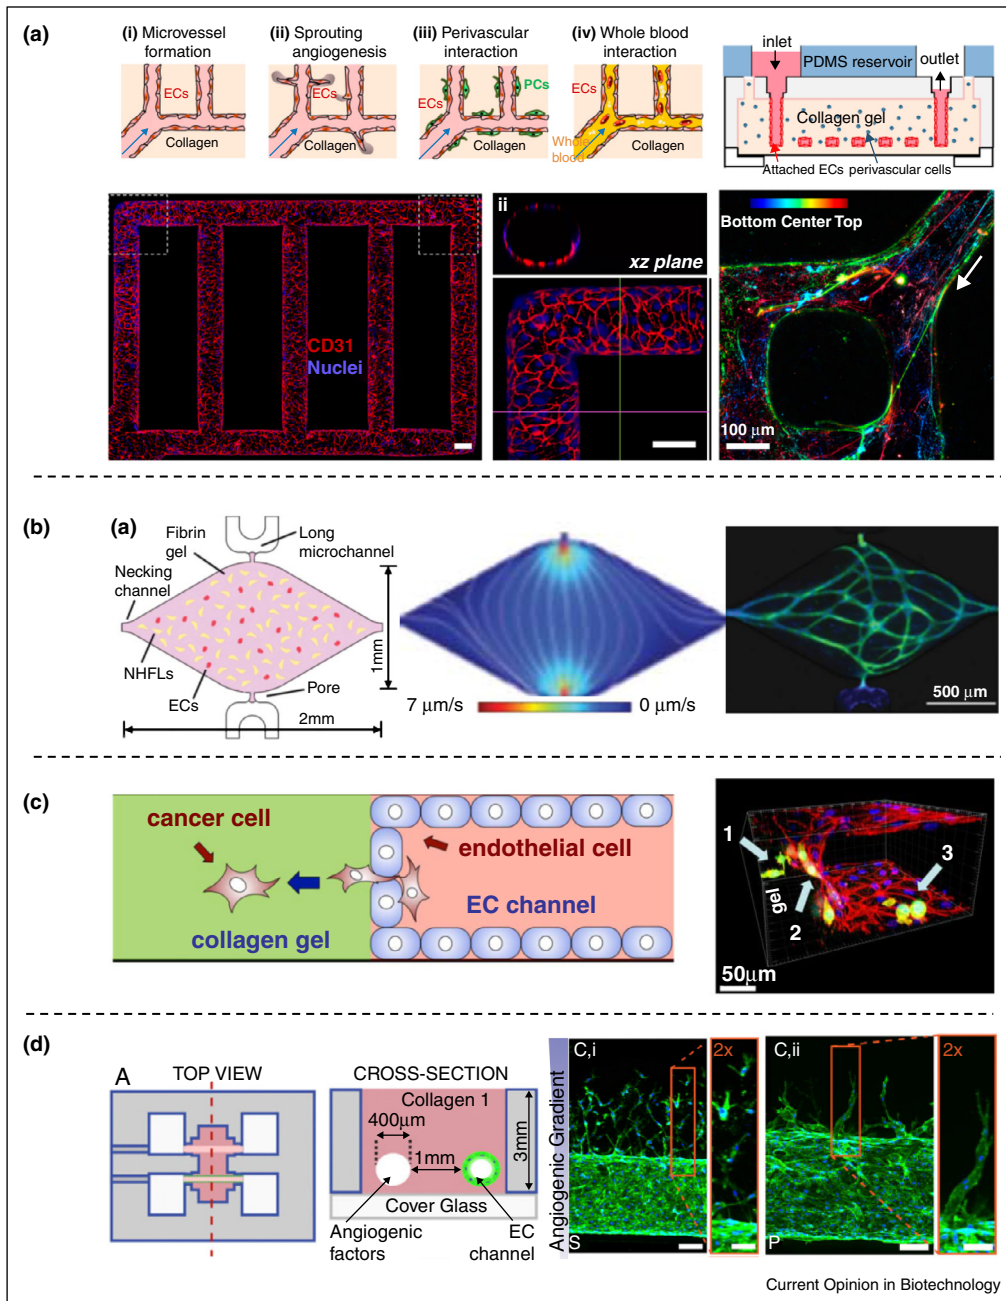 (a)
(i) Microvessel
formation
(ii) Sprouting
angiogenesis
(iii) Perivascular
interaction
(iv) Whole blood
interaction
ECs
Collagen
ECs
Collagen
ECs
PCs
Collagen
ECs
Whole
blood
Collagen
inlet
PDMS reservoir
outlet
Collagen gel
Attached ECs perivascular cells
CD31
Nuclei
ii
xz plane
Bottom Center Top
100 μm
(b)
(a)
Fibrin
gel
Long
microchannel
Necking
channel
NHFLs
ECs
Pore
1mm
2mm
7 μm/s
0 μm/s
500 μm
(c)
cancer cell
endothelial cell
EC channel
collagen gel
1
2
3
gel
50μm
(d)
A
TOP VIEW
CROSS-SECTION
Collagen 1
400μm
1mm
3mm
Cover Glass
Angiogenic
factors
EC
channel
Angiogenic Gradient
C,i
2x
S
C,ii
2x
P
Current Opinion in Biotechnology